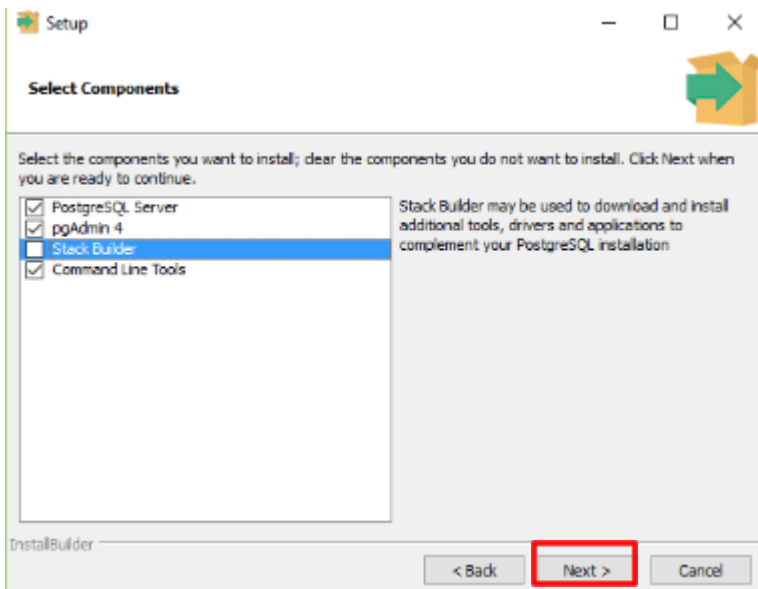 Setup
Select Components
Select the components you want to install; clear the components you do not want to install. Click Next when
you are ready to continue.
PostgreSQL Server
pgAdmin 4
Stack Builder
Command Line Tools
Stack Builder may be used to download and install
additional tools, drivers and applications to
complement your PostgreSQL installation
InstallBuilder
< Back
Next >
Cancel